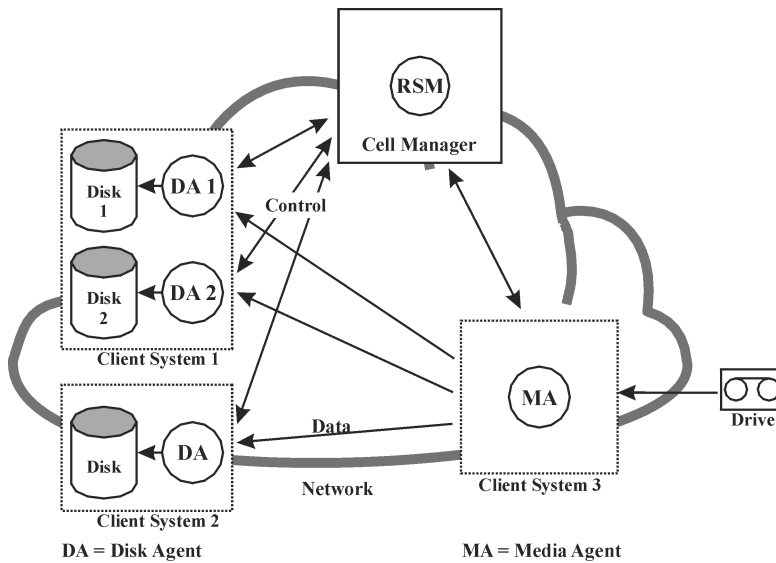 RSM
Cell Manager
Disk
1
DA 1
Control
Disk
2
DA 2
Client System 1
MA
Drive
Disk
DA
Data
Network
Client System 3
Client System 2
DA = Disk Agent
MA = Media Agent